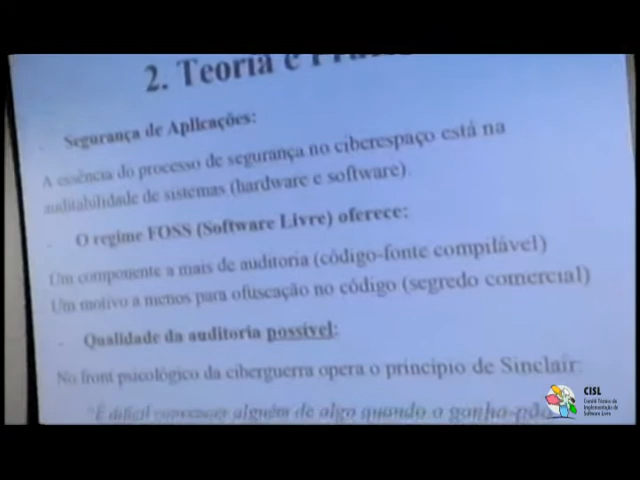 2. Teoria e
Segurança de Aplicações:
A essência do processo de segurança no ciberespaço está na
auditabilidade de sistemas (hardware e software).
- O regime FOSS (Software Livre) oferece:
Um componente a mais de auditoria (código-fonte compilável)
Um motivo a menos para ofuscação no código (segredo comercial)
- Qualidade da auditoria possível:
No front psicológico da ciberguerra opera o princípio de Sinclair:
"É difícil convencer alguém de algo quando o ganha-pão
CISL
Comitê Técnico de
Implementação de
Software Livre